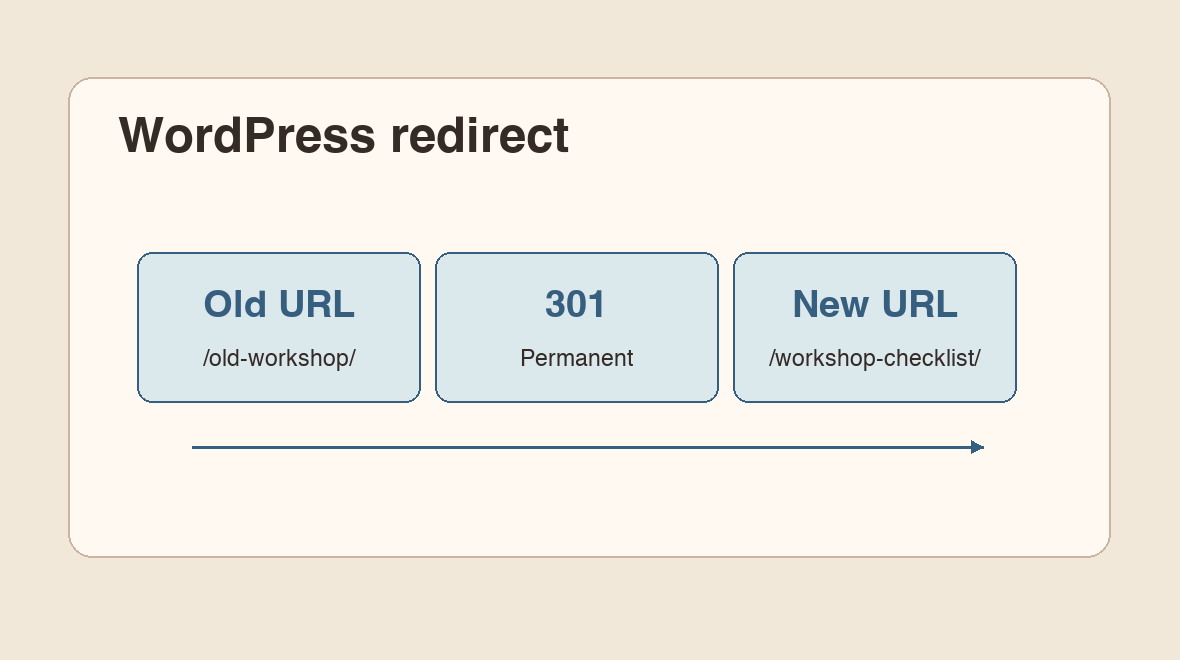 WordPress redirect
Old URL
/old-workshop/
301
Permanent
New URL
/workshop-checklist/